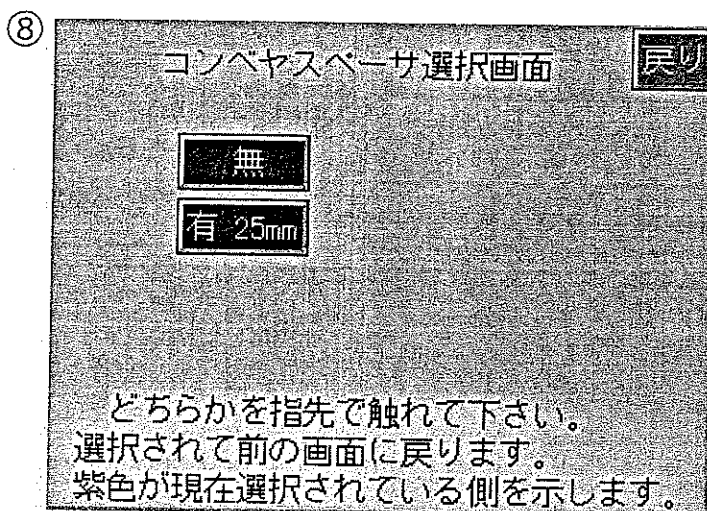 ⑧
コンベヤスペーサ選択画面
戻り
無
有 25mm
どちらかを指先で触れて下さい。
選択されて前の画面に戻ります。
紫色が現在選択されている側を示します。